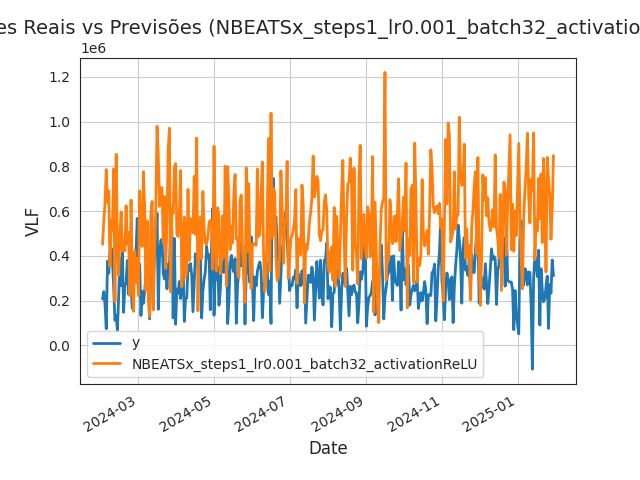 es Reais vs Previsões (NBEATSx_steps1_lr0.001_batch32_activatio
1e6
1.2
1.0
0.8
0.6
0.4
0.2
0.0
VLF
y
NBEATSx_steps1_lr0.001_batch32_activationReLU
2024-03
2024-05
2024-07
2024-09
2024-11
2025-01
Date